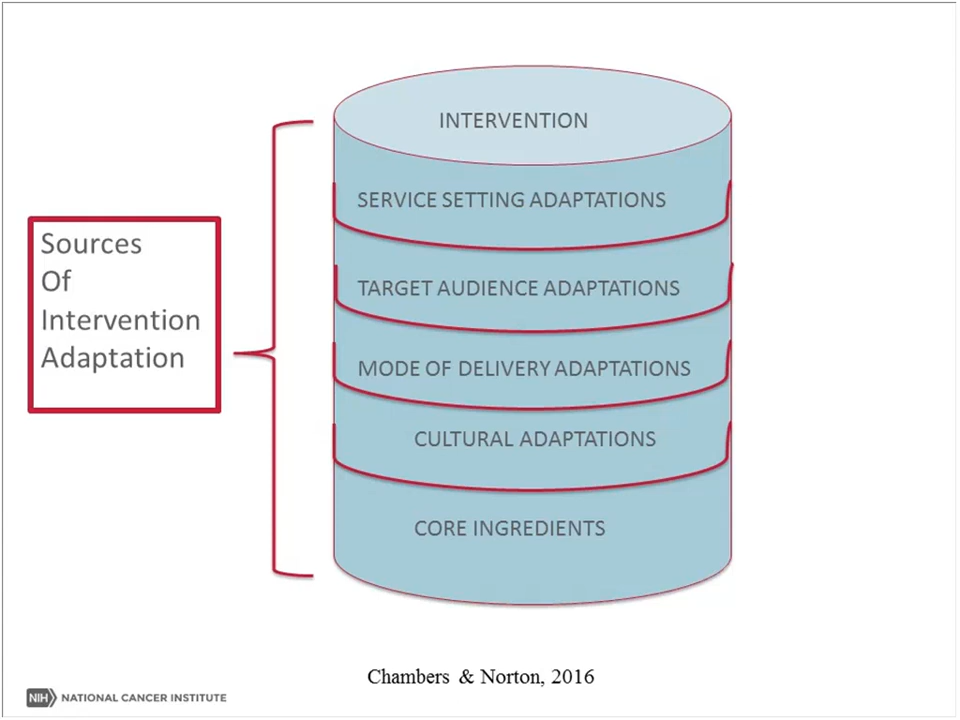 INTERVENTION
SERVICE SETTING ADAPTATIONS
Sources
Of
Intervention
Adaptation
TARGET AUDIENCE ADAPTATIONS
MODE OF DELIVERY ADAPTATIONS
CULTURAL ADAPTATIONS
CORE INGREDIENTS
Chambers & Norton, 2016
NIH NATIONAL CANCER INSTITUTE